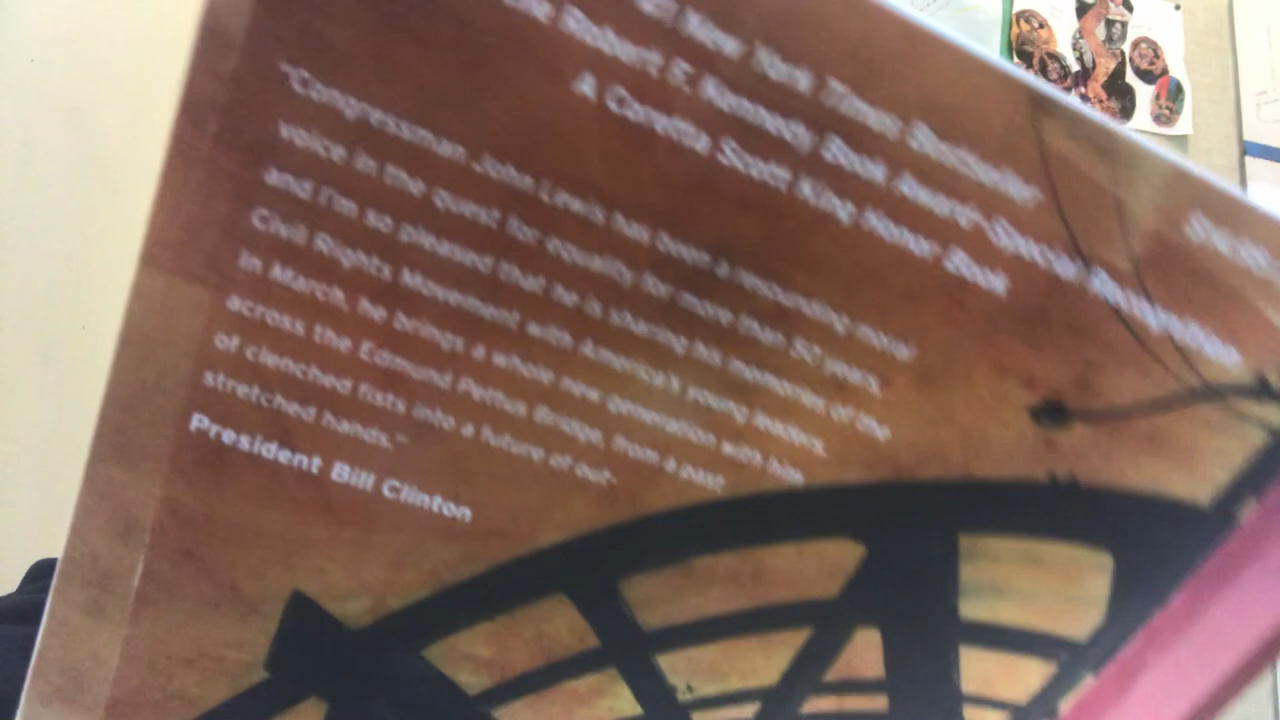 #1 New York Times Bestseller
Robert F. Kennedy Book Award- Special Recognition
A Coretta Scott King Honor Book
"Congressman John Lewis has been a resounding moral
voice in the quest for equality for more than 50 years,
and I'm so pleased that he is sharing his memories of the
Civil Rights Movement with America's young leaders.
In March, he brings a whole new generation with him
across the Edmund Pettus Bridge, from a past
of clenched fists into a future of out-
stretched hands."
President Bill Clinton